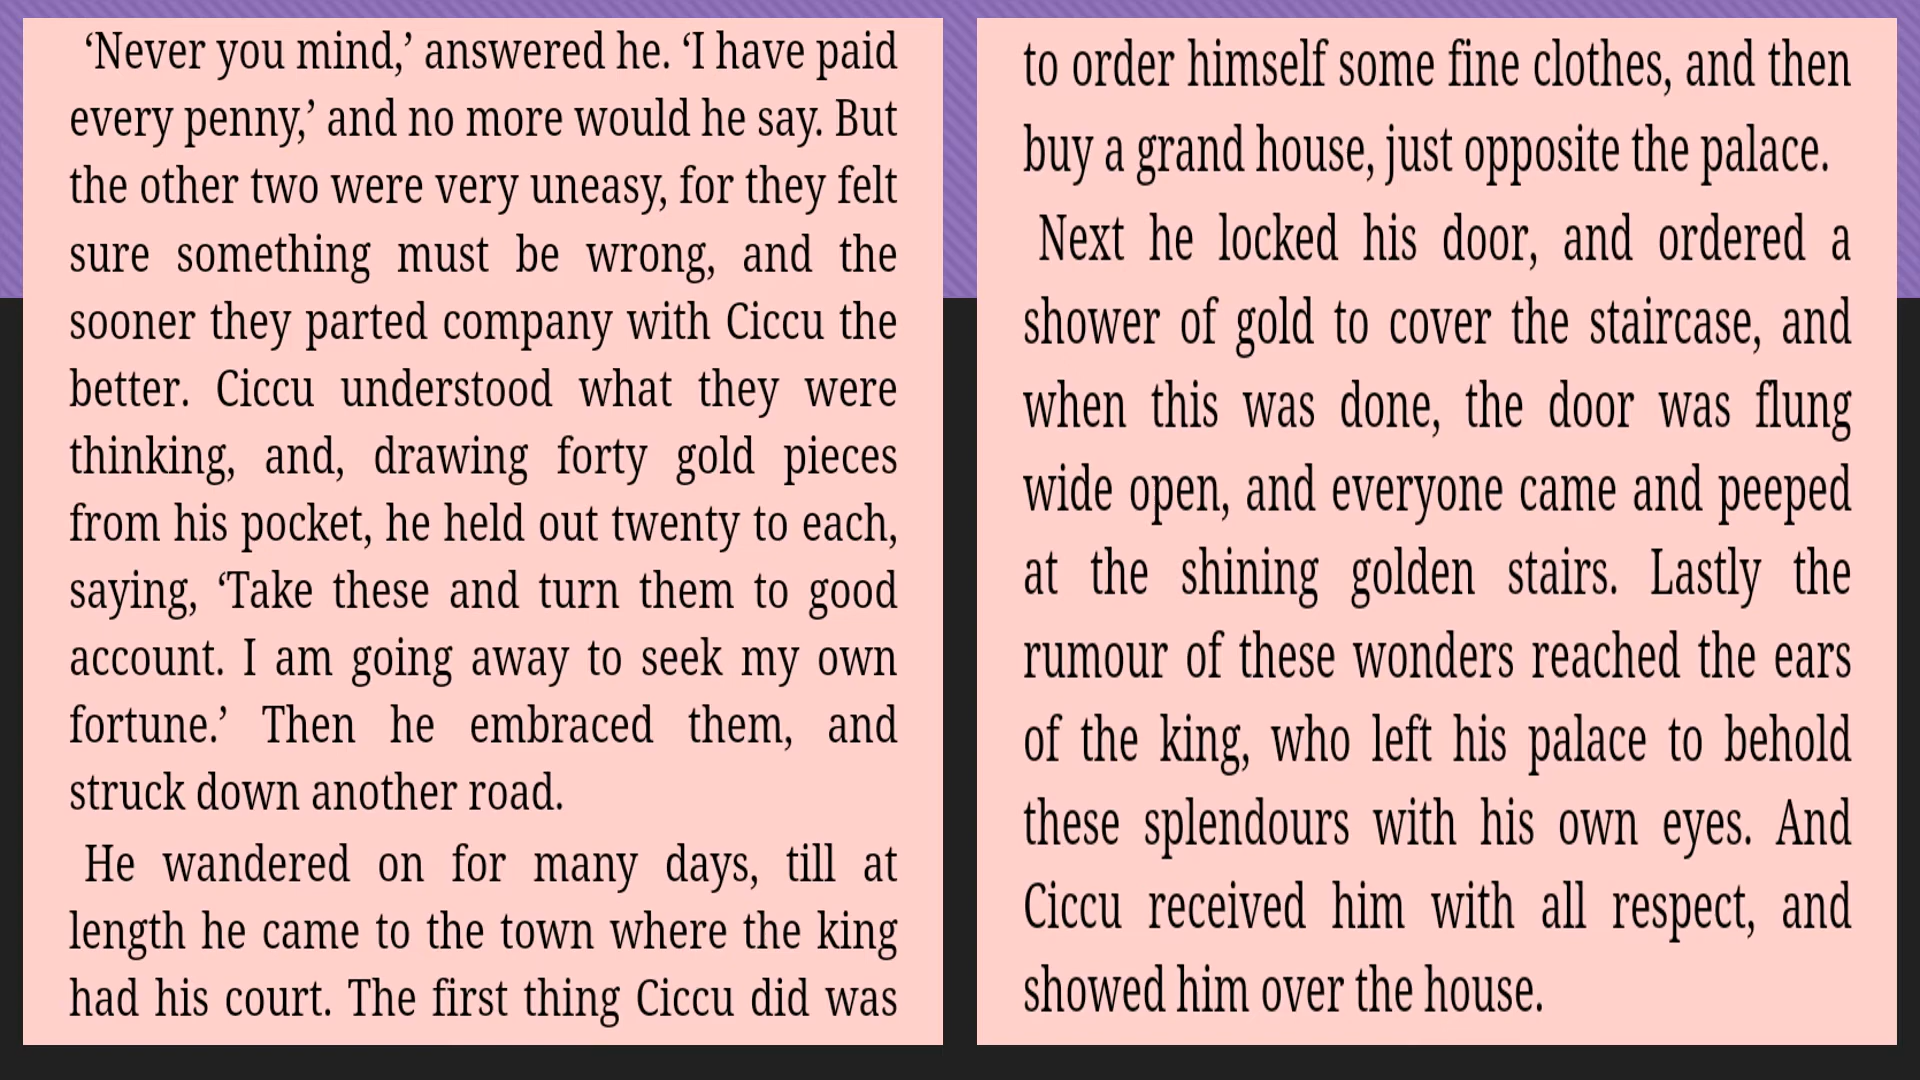 ‘Never you mind,’ answered he. ‘I have paid
every penny,’ and no more would he say. But
the other two were very uneasy, for they felt
sure something must be wrong, and the
sooner they parted company with Ciccu the
better. Ciccu understood what they were
thinking, and, drawing forty gold pieces
from his pocket, he held out twenty to each,
saying, ‘Take these and turn them to good
account. I am going away to seek my own
fortune.’ Then he embraced them, and
struck down another road.
He wandered on for many days, till at
length he came to the town where the king
had his court. The first thing Ciccu did was
to order himself some fine clothes, and then
buy a grand house, just opposite the palace.
Next he locked his door, and ordered a
shower of gold to cover the staircase, and
when this was done, the door was flung
wide open, and everyone came and peeped
at the shining golden stairs. Lastly the
rumour of these wonders reached the ears
of the king, who left his palace to behold
these splendours with his own eyes. And
Ciccu received him with all respect, and
showed him over the house.